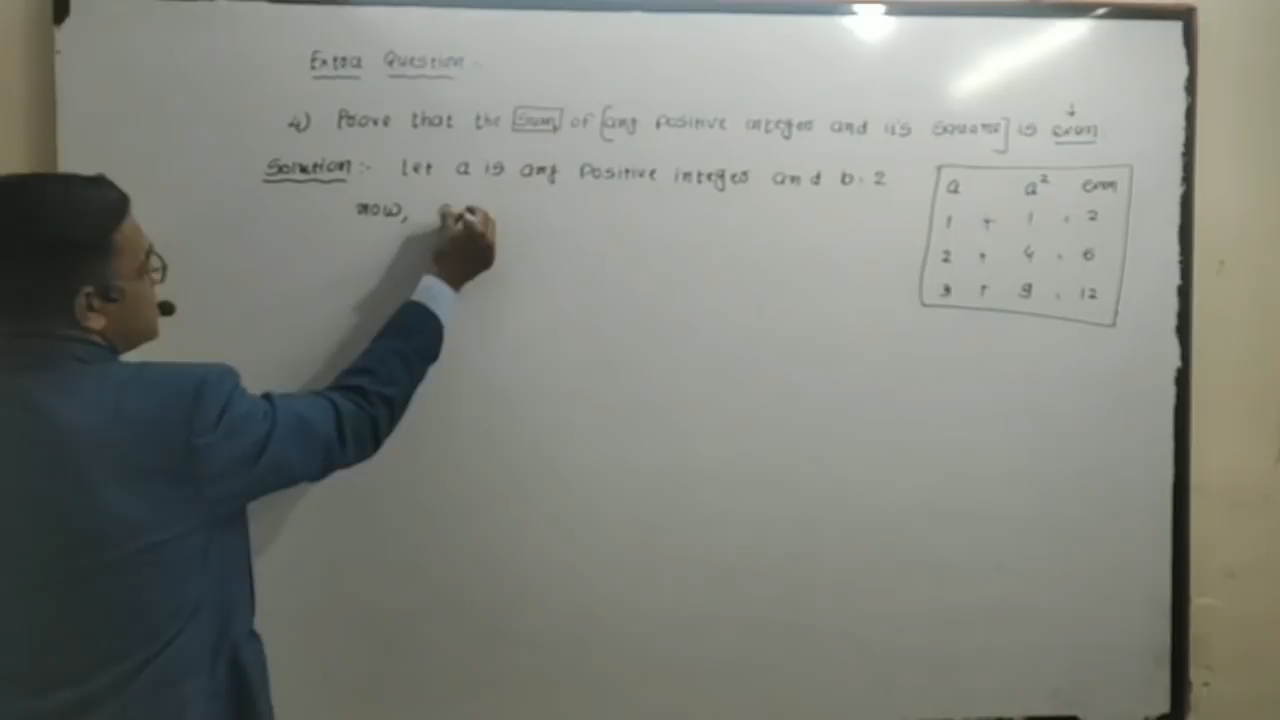 Extra Question :
4) Prove that the sum of [any positive integer and it's square] is even
Solution :- Let a is any positive integer and b = 2
now,
a a² even
1 + 1 = 2
2 + 4 = 6
3 + 9 = 12